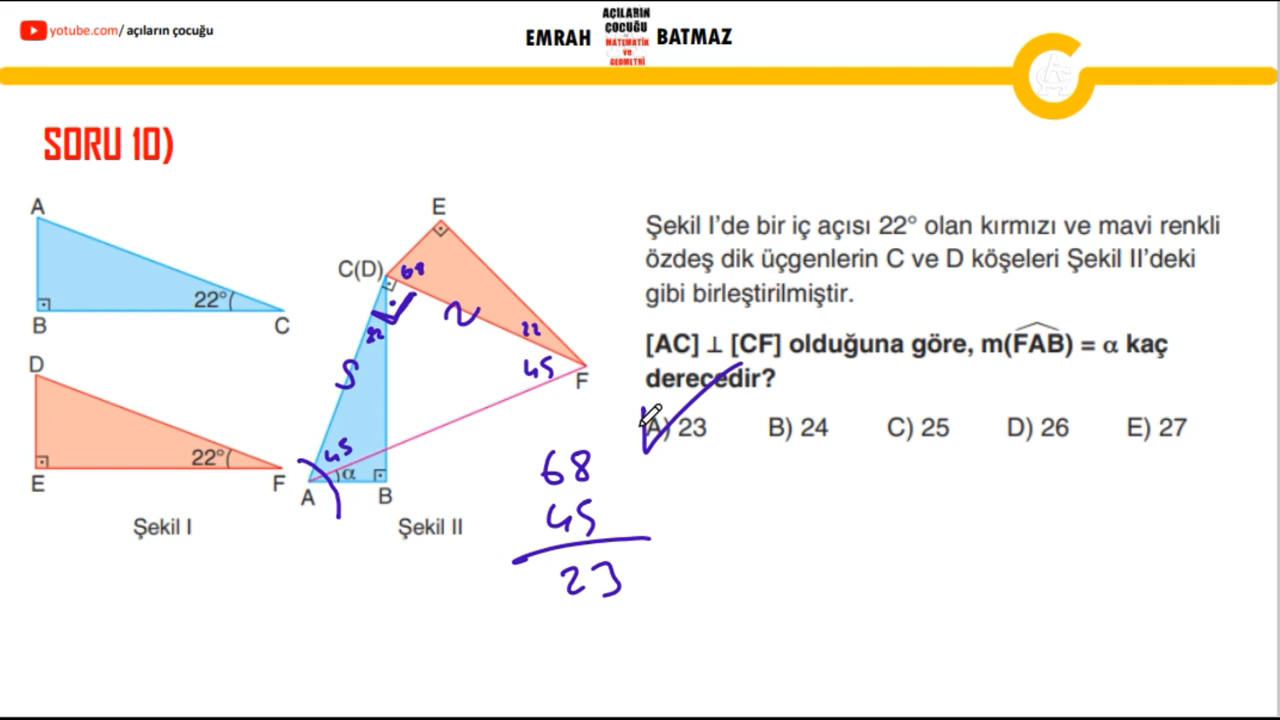 yotube.com/ açıların çocuğu
EMRAH
AÇILARIN
ÇOCUĞU
MATEMATİK
ve
GEOMETRİ
BATMAZ
SORU 10)
A
B
22°
C
D
E
22°
F
Şekil I
E
C(D)
68
22
22
45
F
S
45
A
α
B
Şekil II
68
45
23
Şekil I'de bir iç açısı 22° olan kırmızı ve mavi renkli
özdeş dik üçgenlerin C ve D köşeleri Şekil II'deki
gibi birleştirilmiştir.
[AC] ⊥ [CF] olduğuna göre, m(FAB) = α kaç
derecedir?
A) 23 B) 24 C) 25 D) 26 E) 27